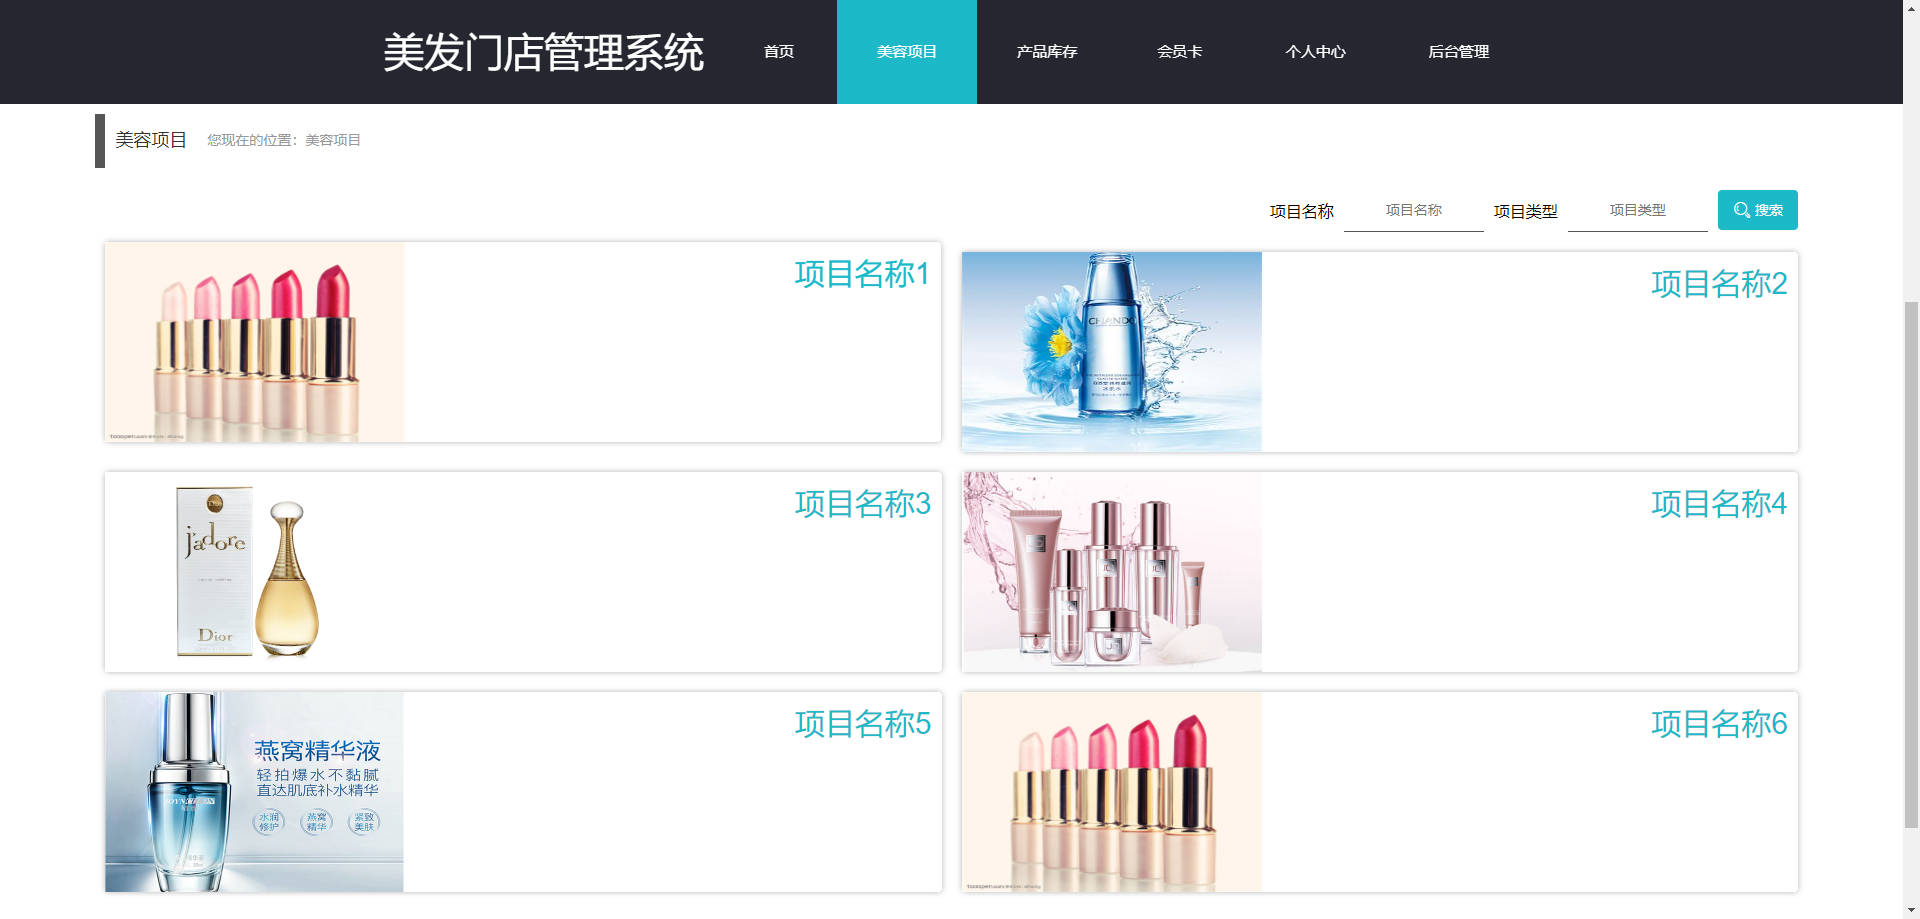 美发门店管理系统 首页 美容项目 产品库存 会员卡 个人中心 后台管理
美容项目 您现在的位置：美容项目
项目名称 项目名称 项目类型 项目类型 搜索
项目名称1
项目名称2
CHANDO
项目名称3
j'adore
Dior
项目名称4
项目名称5
燕窝精华液
轻拍爆水不黏腻
直达肌底补水精华
水润修护 燕窝精华 紧致美肤
项目名称6